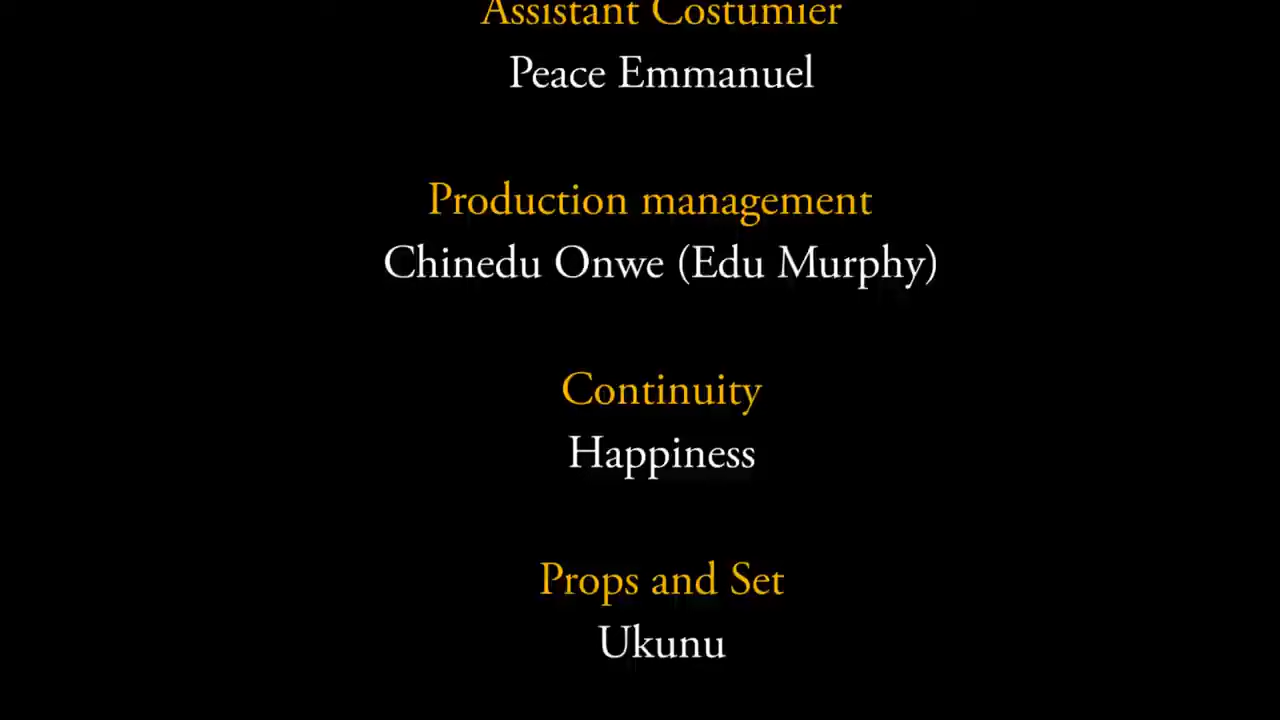 Assistant Costumier
Peace Emmanuel
Production management
Chinedu Onwe (Edu Murphy)
Continuity
Happiness
Props and Set
Ukunu